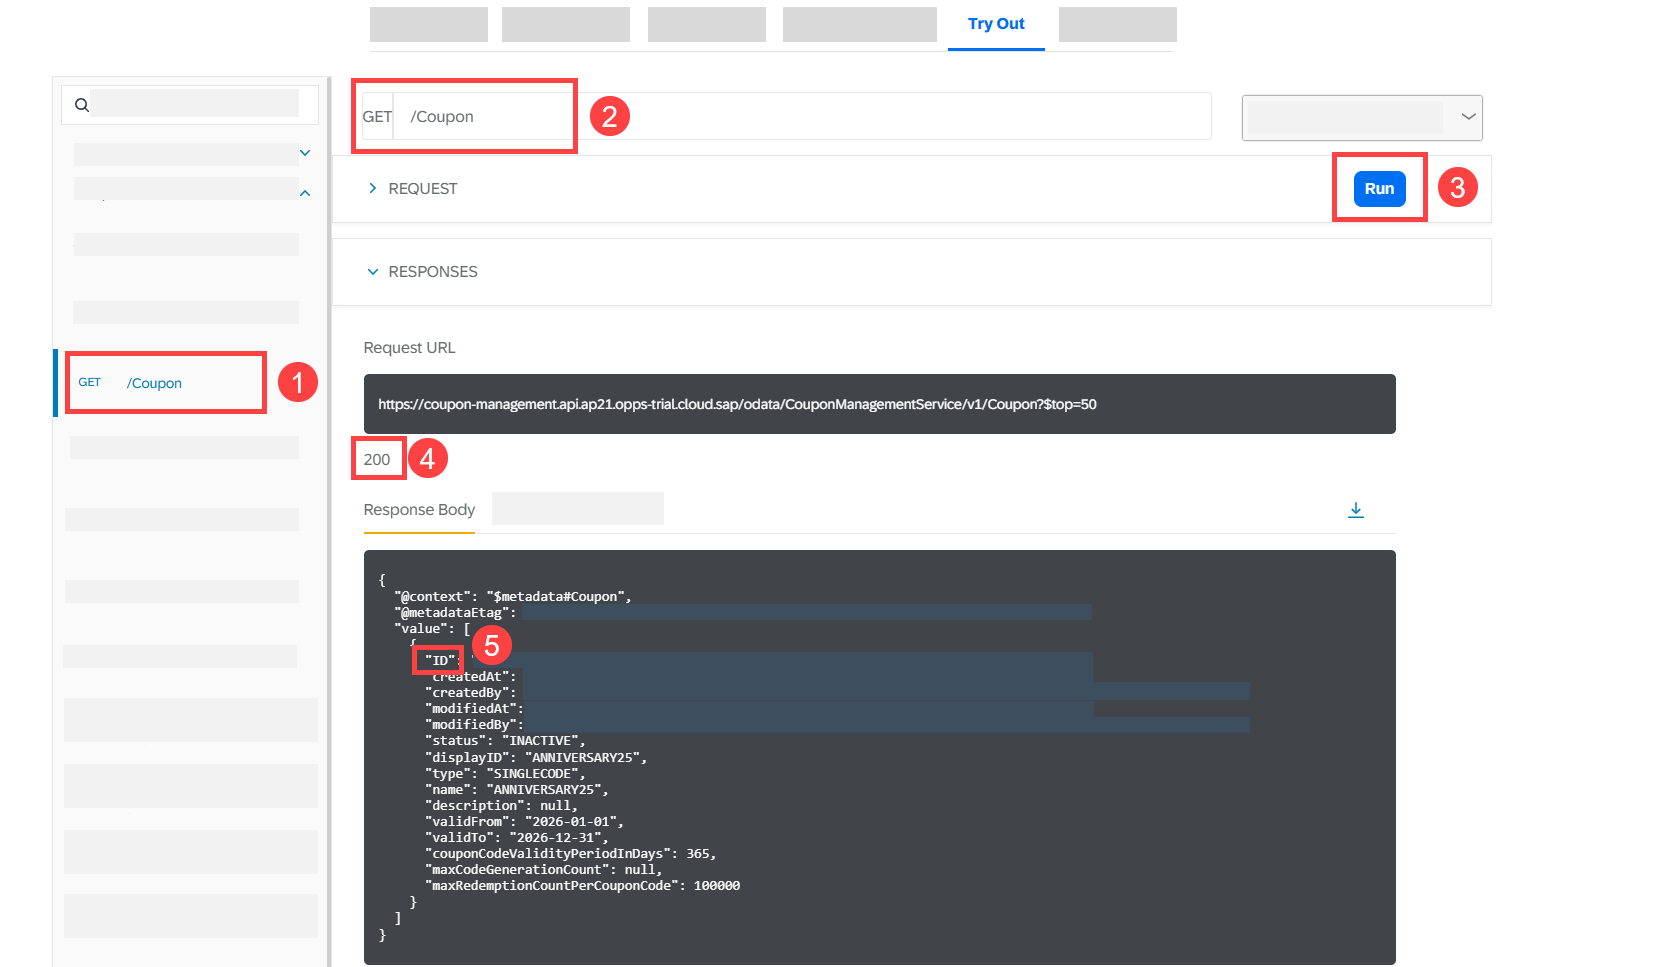 Try Out
GET /Coupon
2
REQUEST
Run
3
RESPONSES
Request URL
GET /Coupon
1
https://coupon-management.api.ap21.opps-trial.cloud.sap/odata/CouponManagementService/v1/Coupon?$top=50
200
4
Response Body
{
"@context": "$metadata#Coupon",
"@metadataEtag":
"value": [
{
5
"ID":
"createdAt":
"createdBy":
"modifiedAt":
"modifiedBy":
"status": "INACTIVE",
"displayID": "ANNIVERSARY25",
"type": "SINGLECODE",
"name": "ANNIVERSARY25",
"description": null,
"validFrom": "2026-01-01",
"validTo": "2026-12-31",
"couponCodeValidityPeriodInDays": 365,
"maxCodeGenerationCount": null,
"maxRedemptionCountPerCouponCode": 100000
}
]
}